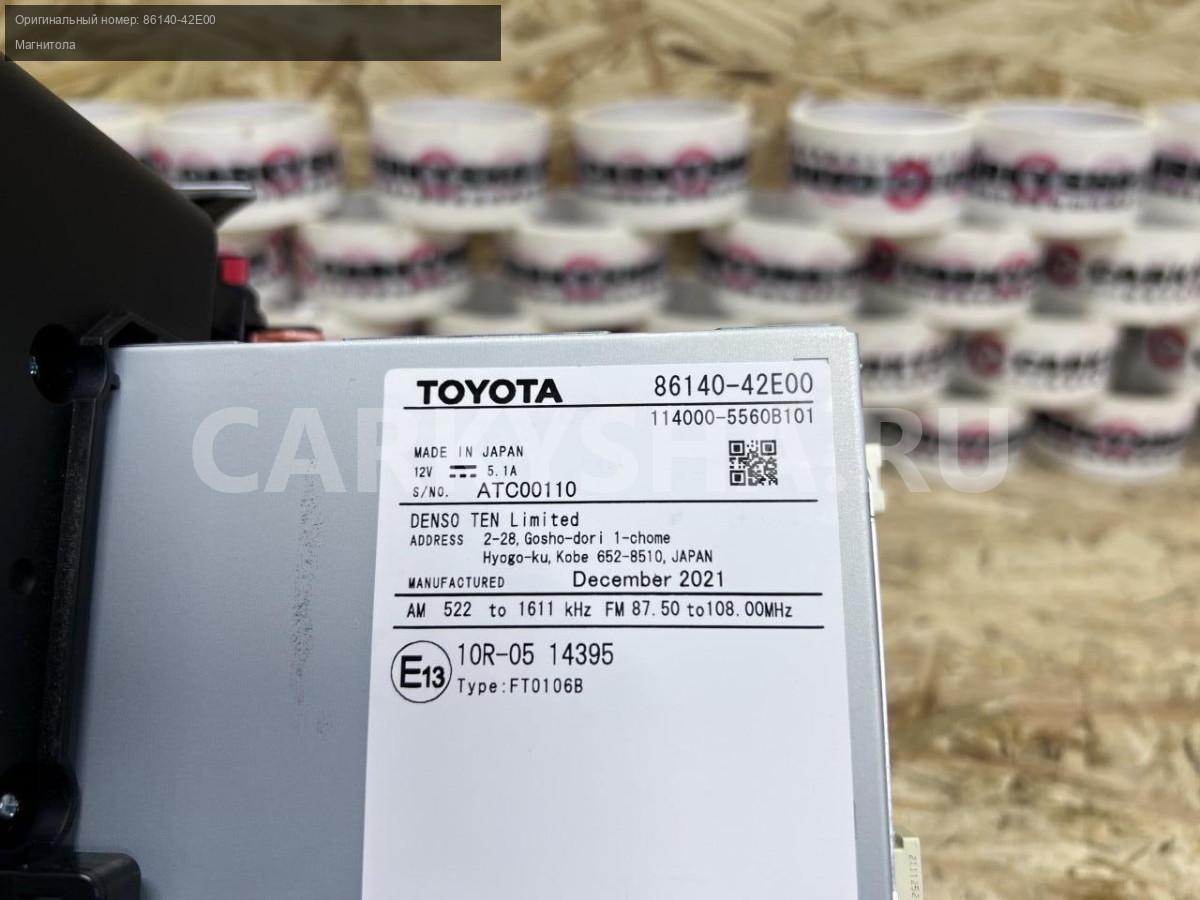 Оригинальный номер: 86140-42E00
Магнитола
TOYOTA 86140-42E00
114000-5560B101
MADE IN JAPAN
12V 5.1A
S/NO. ATC00110
DENSO TEN Limited
ADDRESS 2-28, Gosho-dori 1-chome
Hyogo-ku, Kobe 652-8510, JAPAN
MANUFACTURED December 2021
AM 522 to 1611 kHz FM 87.50 to 108.00MHz
E13 10R-05 14395
Type:FT0106B
CARKYSHA.RU